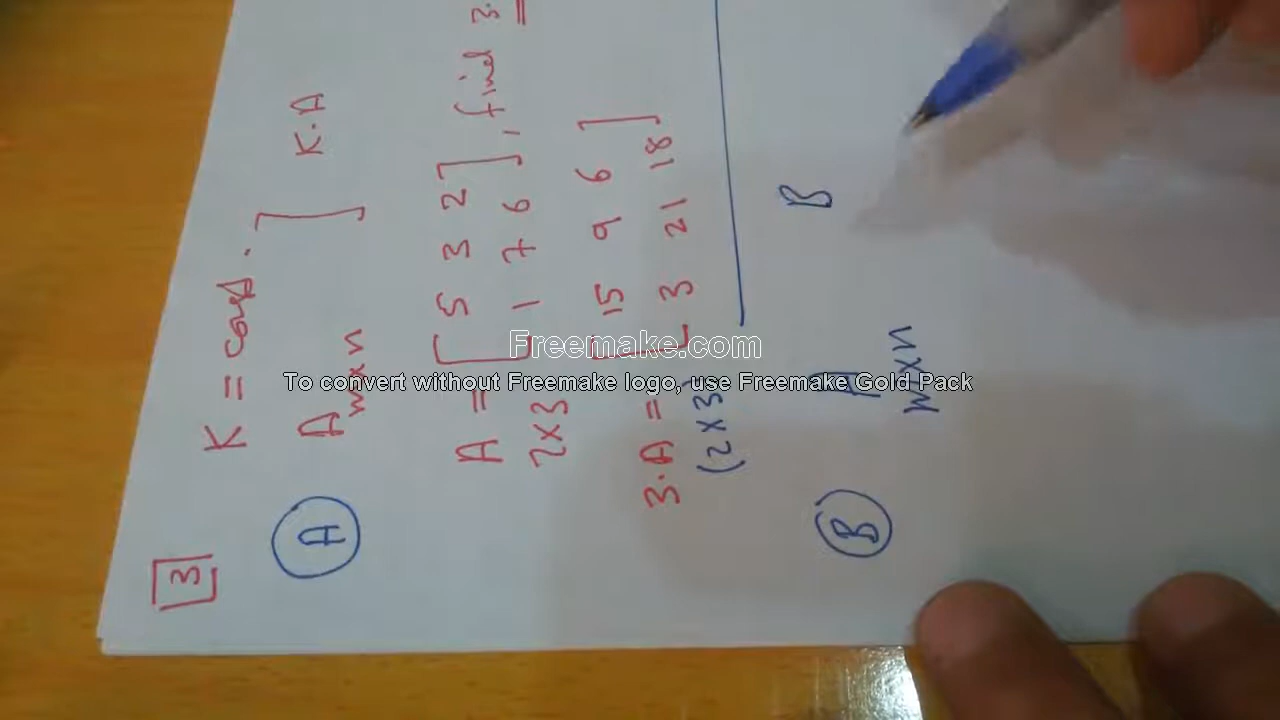 3
K = const.
A
A m×n ] K.A
A = [ 5 3 2
1 7 6 ] , find 3.
2×3
3.A = [ 15 9 6
3 21 18 ]
(2×3)
B
A B
m×n
Freemake.com
To convert without Freemake logo, use Freemake Gold Pack